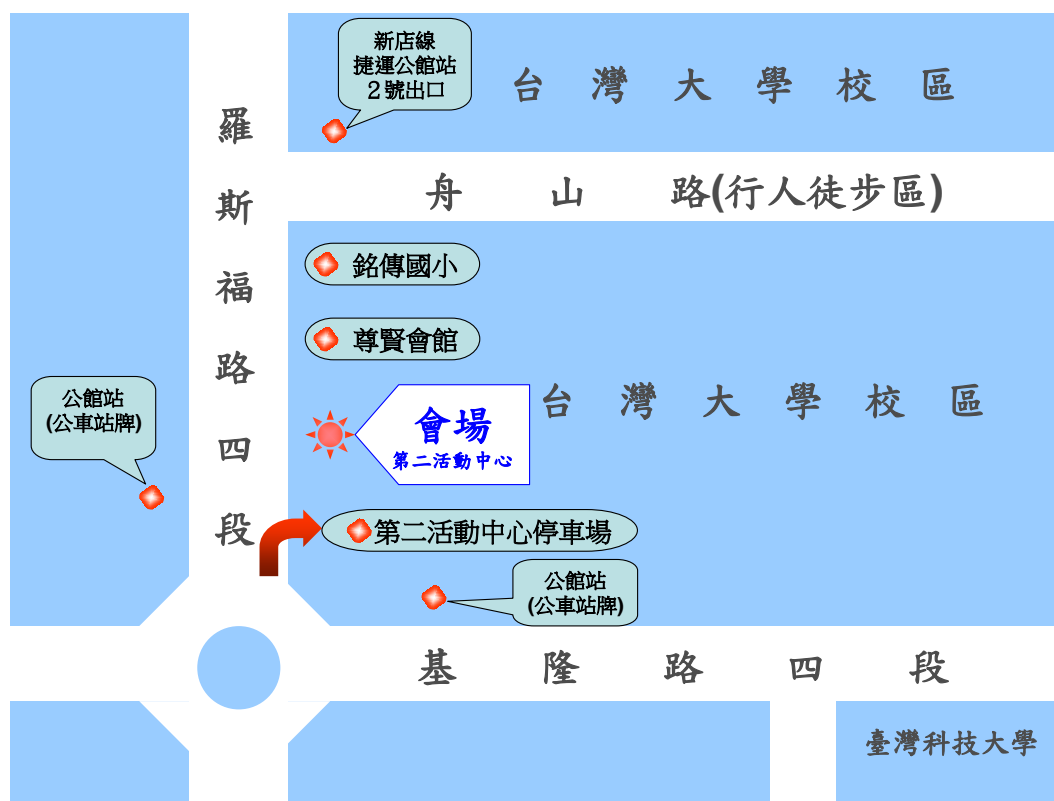 新店線
捷運公館站
２號出口
台灣大學校區
羅斯福路四段
舟山路(行人徒步區)
銘傳國小
尊賢會館
公館站
(公車站牌)
會場
第二活動中心
台灣大學校區
第二活動中心停車場
公館站
(公車站牌)
基隆路四段
臺灣科技大學